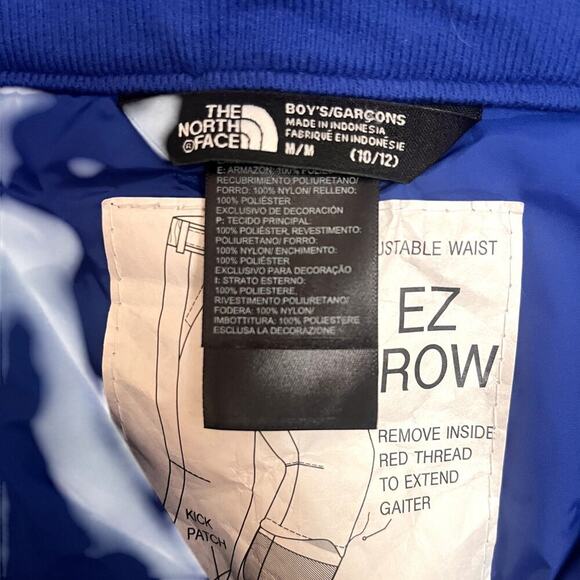 THE
NORTH
FACE®
BOY'S/GARÇONS
MADE IN INDONESIA
FABRIQUÉ EN INDONÉSIE
M/M (10/12)
E: ARMAZON: 100% POLIÉS
RECUBRIMIENTO POLIURETANO/
FORRO: 100% NYLON/ RELLENO:
100% POLIÉSTER
EXCLUSIVO DE DECORACIÓN
P: TECIDO PRINCIPAL:
100% POLIÉSTER, REVESTIMENTO:
POLIURETANO/ FORRO:
100% NYLON/ ENCHIMENTO:
100% POLIÉSTER
EXCLUSIVO PARA DECORAÇÃO
I: STRATO ESTERNO:
100% POLIESTERE,
RIVESTIMENTO POLIURETANO/
FODERA: 100% NYLON/
IMBOTTITURA: 100% POLIESTERE
ESCLUSA LA DECORAZIONE
USTABLE WAIST
EZ
ROW
REMOVE INSIDE
RED THREAD
TO EXTEND
GAITER
KICK
PATCH